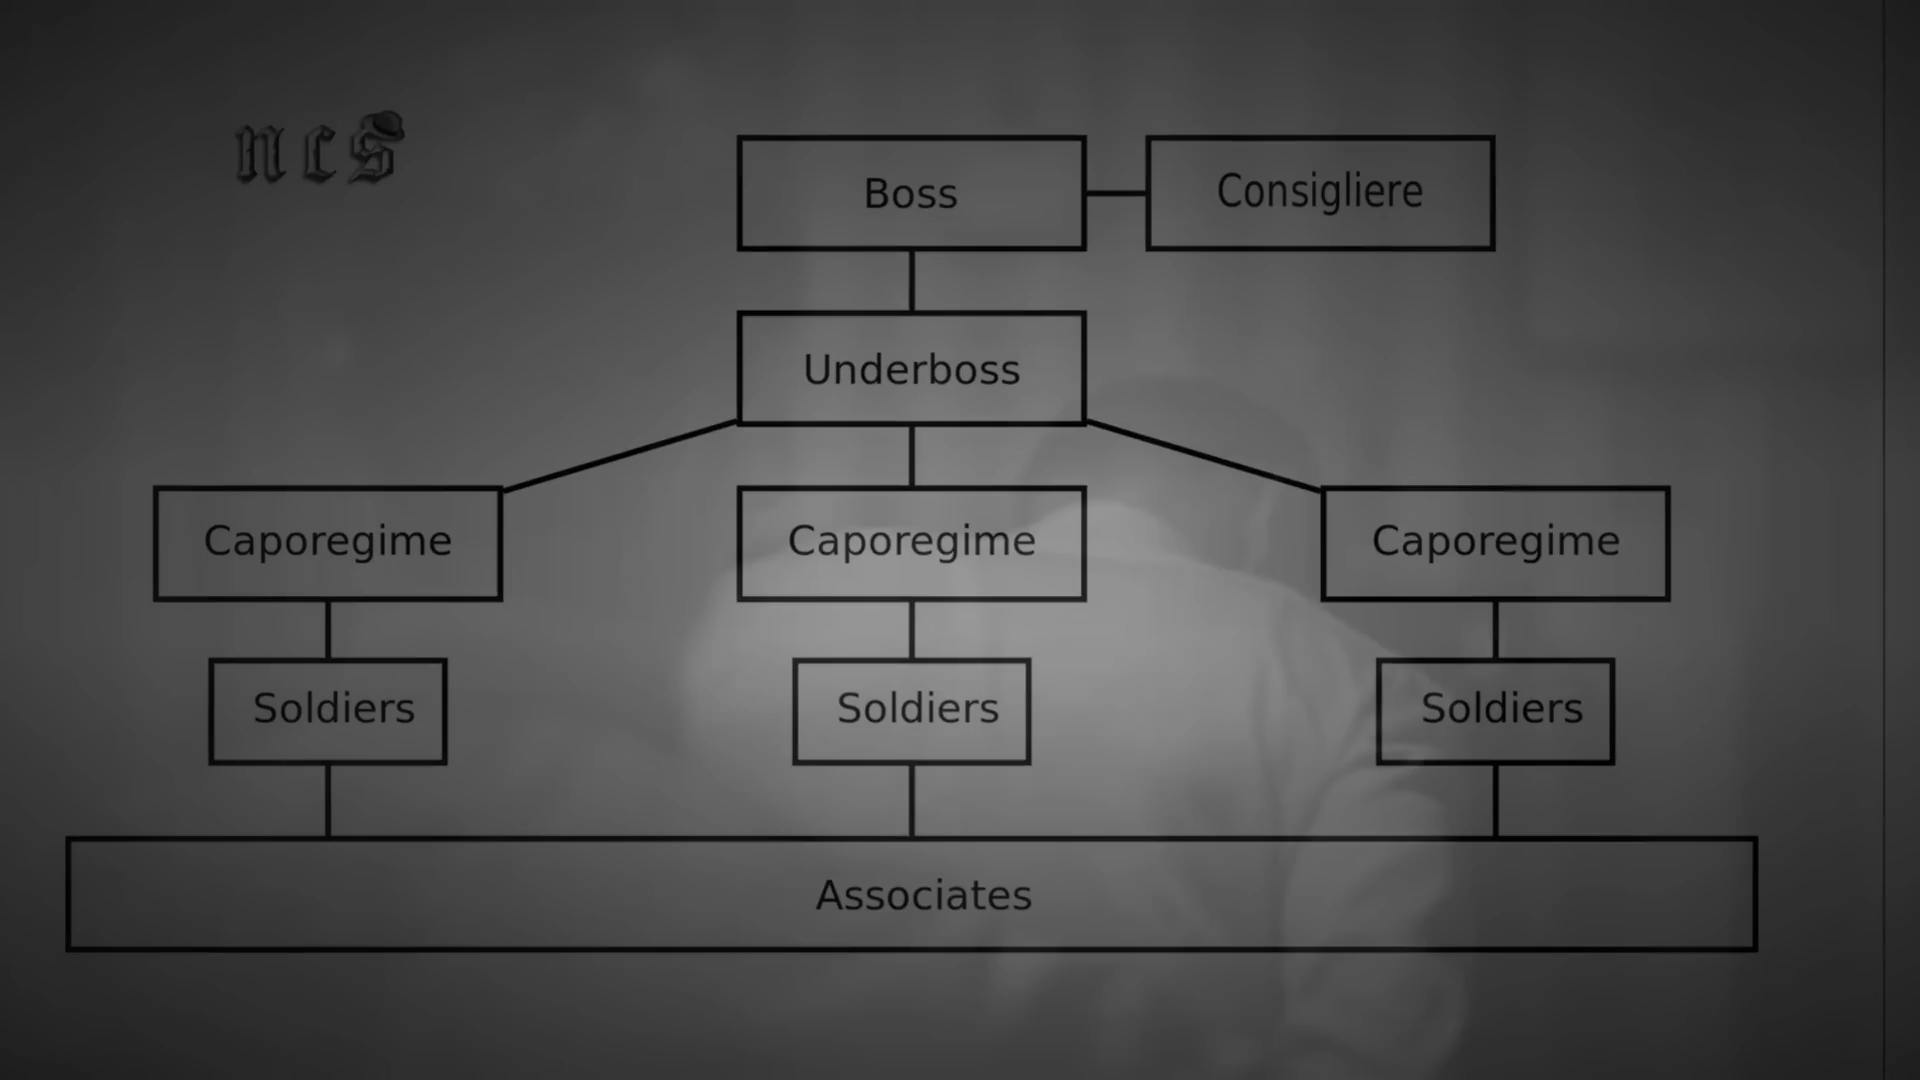 ncs
Boss
Consigliere
Underboss
Caporegime
Caporegime
Caporegime
Soldiers
Soldiers
Soldiers
Associates